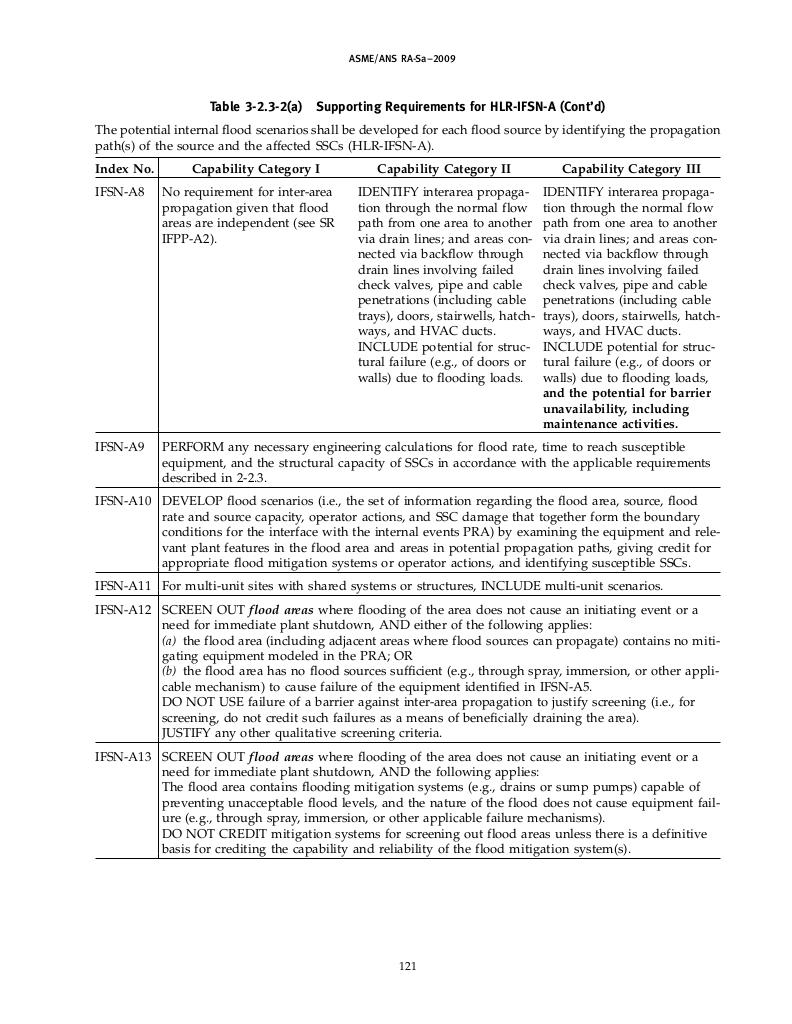 ASME/ANS RA-Sa–2009
Table 3-2.3-2(a) Supporting Requirements for HLR-IFSN-A (Cont'd)
The potential internal flood scenarios shall be developed for each flood source by identifying the propagation
path(s) of the source and the affected SSCs (HLR-IFSN-A).
Index No. Capability Category I Capability Category II Capability Category III
IFSN-A8
No requirement for inter-area
propagation given that flood
areas are independent (see SR
IFPP-A2).
IDENTIFY interarea propaga-
tion through the normal flow
path from one area to another
via drain lines; and areas con-
nected via backflow through
drain lines involving failed
check valves, pipe and cable
penetrations (including cable
trays), doors, stairwells, hatch-
ways, and HVAC ducts.
INCLUDE potential for struc-
tural failure (e.g., of doors or
walls) due to flooding loads.
IDENTIFY interarea propaga-
tion through the normal flow
path from one area to another
via drain lines; and areas con-
nected via backflow through
drain lines involving failed
check valves, pipe and cable
penetrations (including cable
trays), doors, stairwells, hatch-
ways, and HVAC ducts.
INCLUDE potential for struc-
tural failure (e.g., of doors or
walls) due to flooding loads,
and the potential for barrier
unavailability, including
maintenance activities.
IFSN-A9 PERFORM any necessary engineering calculations for flood rate, time to reach susceptible
equipment, and the structural capacity of SSCs in accordance with the applicable requirements
described in 2-2.3.
IFSN-A10 DEVELOP flood scenarios (i.e., the set of information regarding the flood area, source, flood
rate and source capacity, operator actions, and SSC damage that together form the boundary
conditions for the interface with the internal events PRA) by examining the equipment and rele-
vant plant features in the flood area and areas in potential propagation paths, giving credit for
appropriate flood mitigation systems or operator actions, and identifying susceptible SSCs.
IFSN-A11 For multi-unit sites with shared systems or structures, INCLUDE multi-unit scenarios.
IFSN-A12 SCREEN OUT flood areas where flooding of the area does not cause an initiating event or a
need for immediate plant shutdown, AND either of the following applies:
(a) the flood area (including adjacent areas where flood sources can propagate) contains no miti-
gating equipment modeled in the PRA; OR
(b) the flood area has no flood sources sufficient (e.g., through spray, immersion, or other appli-
cable mechanism) to cause failure of the equipment identified in IFSN-A5.
DO NOT USE failure of a barrier against inter-area propagation to justify screening (i.e., for
screening, do not credit such failures as a means of beneficially draining the area).
JUSTIFY any other qualitative screening criteria.
IFSN-A13 SCREEN OUT flood areas where flooding of the area does not cause an initiating event or a
need for immediate plant shutdown, AND the following applies:
The flood area contains flooding mitigation systems (e.g., drains or sump pumps) capable of
preventing unacceptable flood levels, and the nature of the flood does not cause equipment fail-
ure (e.g., through spray, immersion, or other applicable failure mechanisms).
DO NOT CREDIT mitigation systems for screening out flood areas unless there is a definitive
basis for crediting the capability and reliability of the flood mitigation system(s).
121